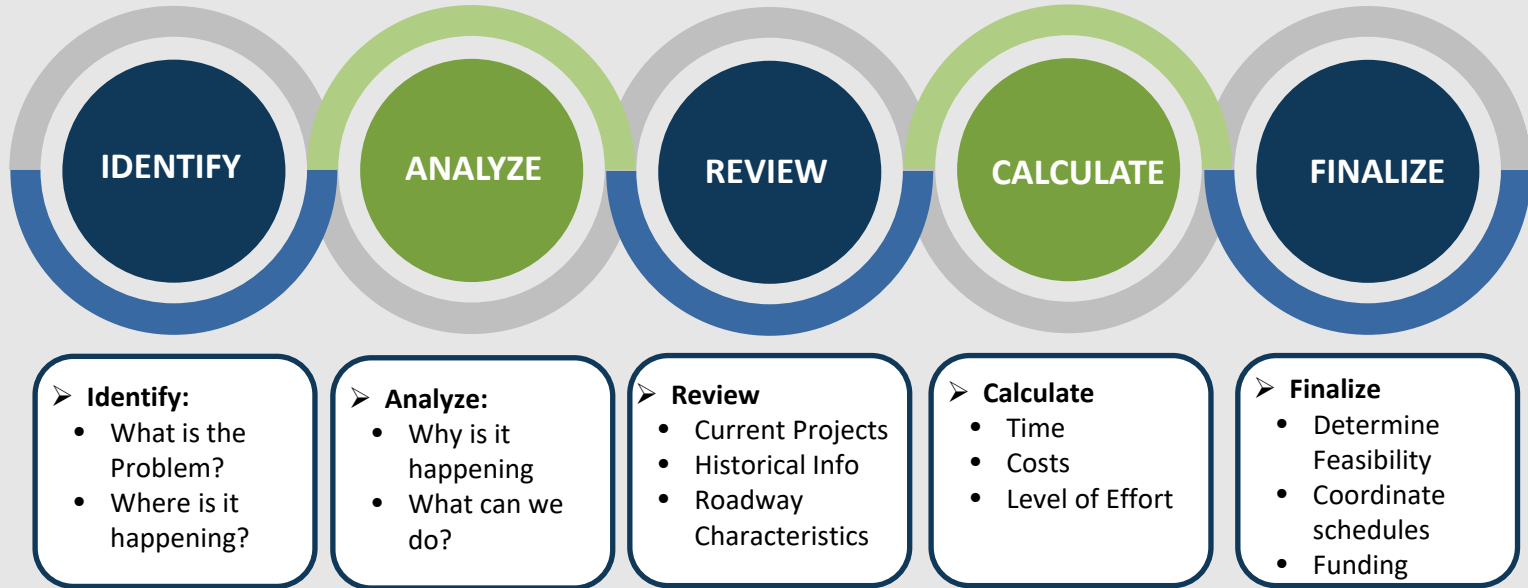 IDENTIFY
ANALYZE
REVIEW
CALCULATE
FINALIZE
➢ Identify:
• What is the
Problem?
• Where is it
happening?
➢ Analyze:
• Why is it
happening
• What can we
do?
➢ Review
• Current Projects
• Historical Info
• Roadway
Characteristics
➢ Calculate
• Time
• Costs
• Level of Effort
➢ Finalize
• Determine
Feasibility
• Coordinate
schedules
• Funding